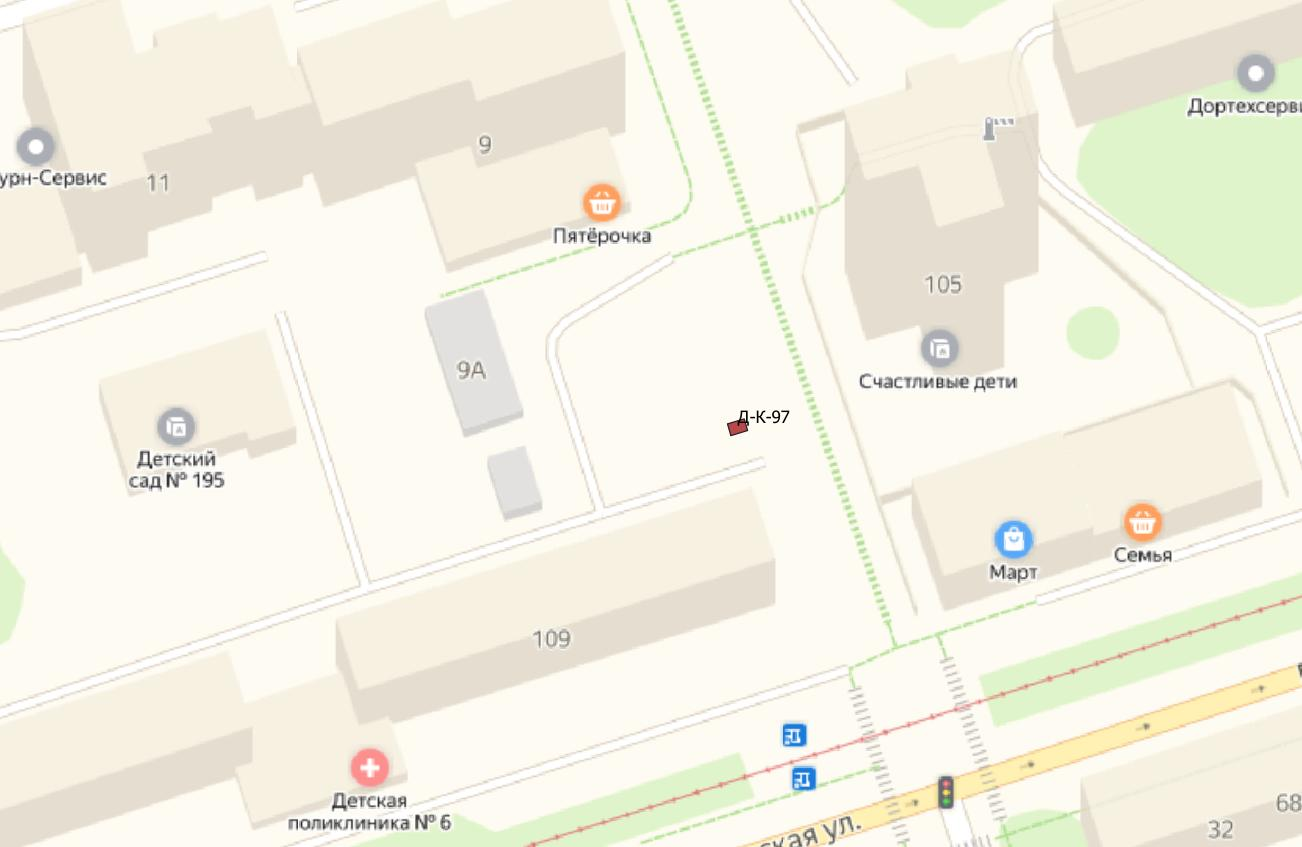 Дортехсерви
9
урн-Сервис
11
Пятёрочка
105
9А
Счастливые дети
Д-К-97
Детский
сад № 195
Семья
Март
109
Детская
поликлиника № 6
68
32
ская ул.